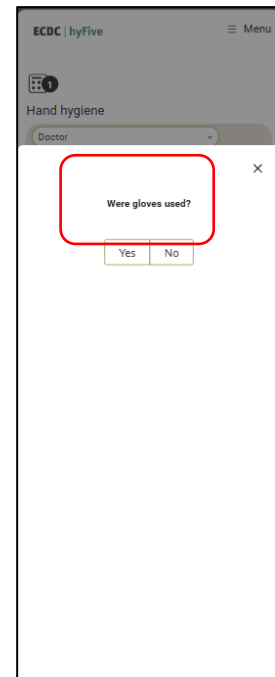 ECDC | hyFive ≡ Menu
1
Hand hygiene
Doctor
×
Were gloves used?
Yes No